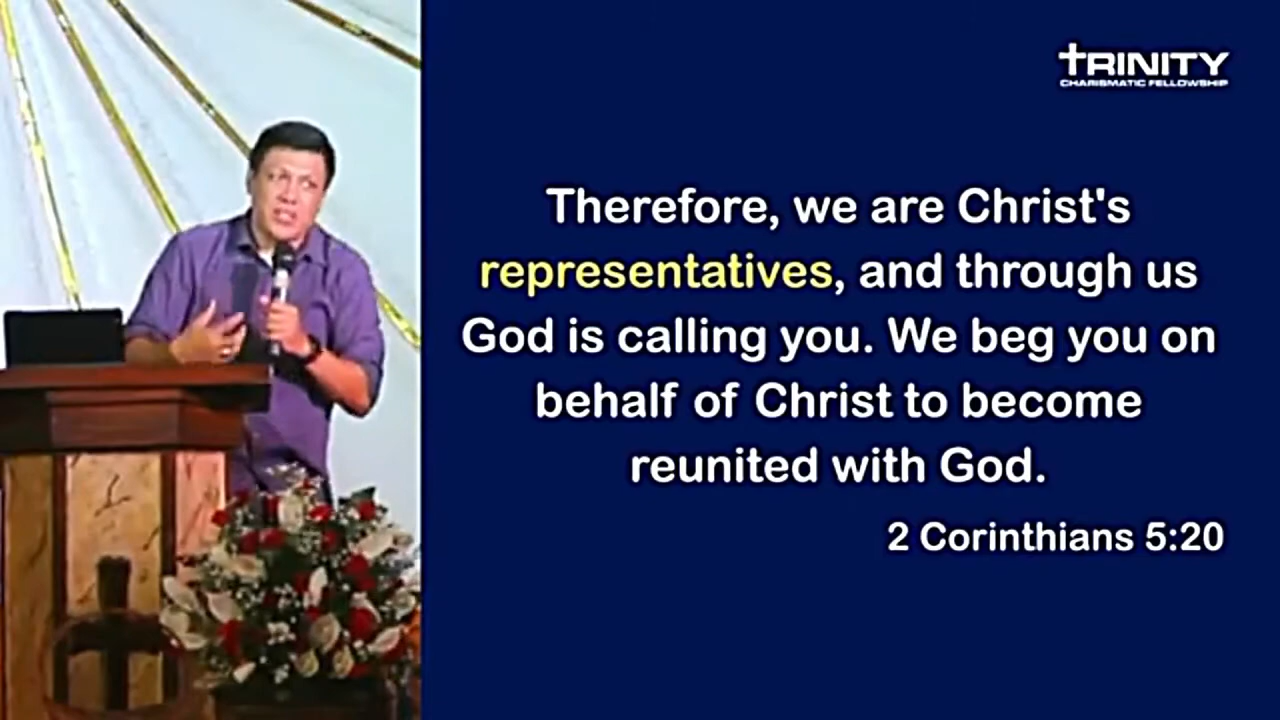 TRINITY
CHARISMATIC FELLOWSHIP
Therefore, we are Christ's
representatives, and through us
God is calling you. We beg you on
behalf of Christ to become
reunited with God.
2 Corinthians 5:20